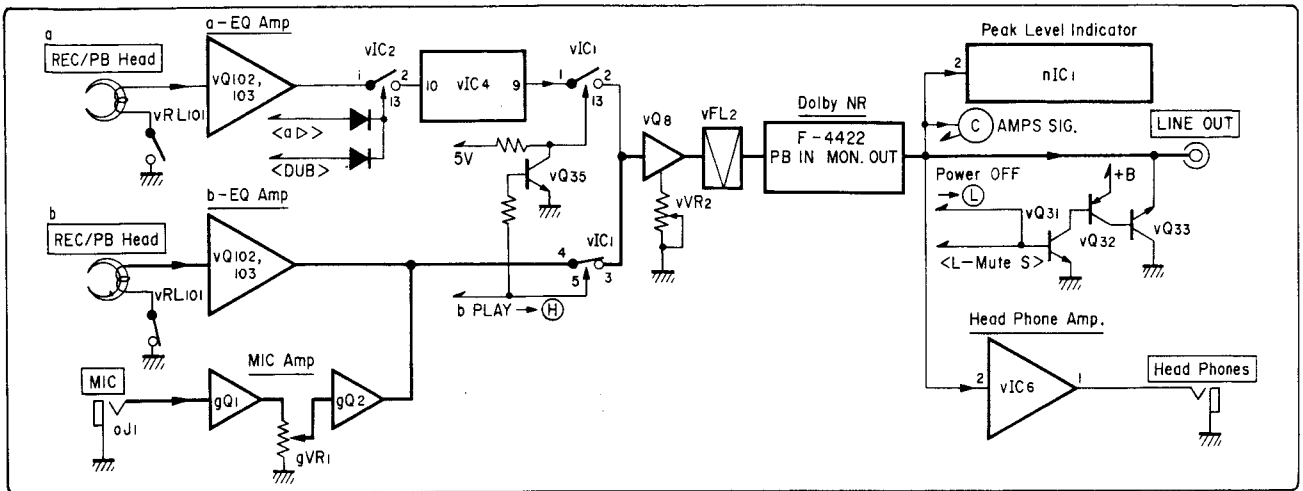 a
REC/PB Head
vRL101
a-EQ Amp
vQ102,
103
vIC2
1
2
13
<a▷>
<DUB>
10
vIC4
9
vIC1
1
2
13
5V
vQ35
b
REC/PB Head
vRL101
b-EQ Amp
vQ102,
103
vIC1
4
5
3
b PLAY → H
MIC
aJ1
MIC Amp
gQ1
gVR1
gQ2
vQ8
vVR2
vFL2
Dolby NR
F-4422
PB IN MON. OUT
Peak Level Indicator
2
nIC1
C AMPS SIG.
LINE OUT
Power OFF
→ L
+B
vQ31
vQ32
vQ33
<L-Mute S>
Head Phone Amp.
2
vIC6
1
Head Phones